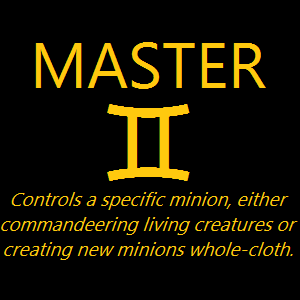 MASTER
♊
Controls a specific minion, either
commandeering living creatures or
creating new minions whole-cloth.